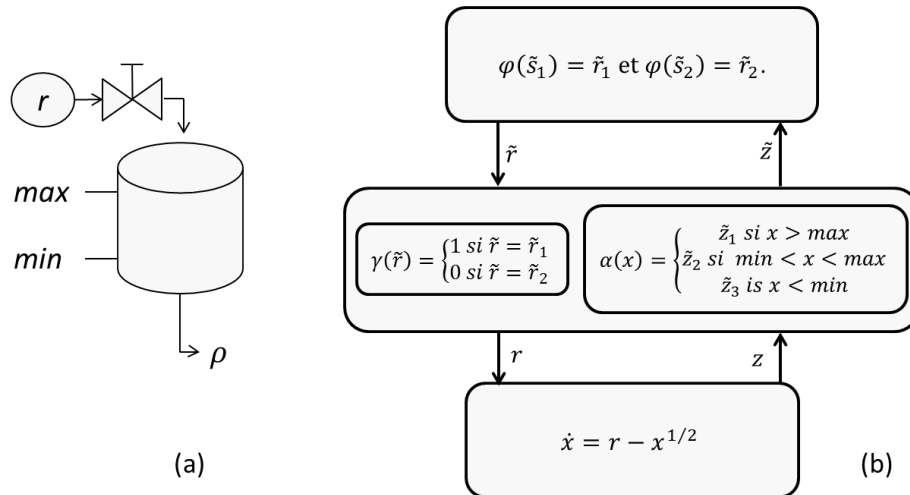 r
max
min
ρ
(a)
φ(s̃₁) = r̃₁ et φ(s̃₂) = r̃₂.
r̃
z̃
γ(r̃) = {1 si r̃ = r̃₁
0 si r̃ = r̃₂
α(x) = {z̃₁ si x > max
z̃₂ si min < x < max
z̃₃ is x < min
r
z
ẋ = r − x^{1/2}
(b)